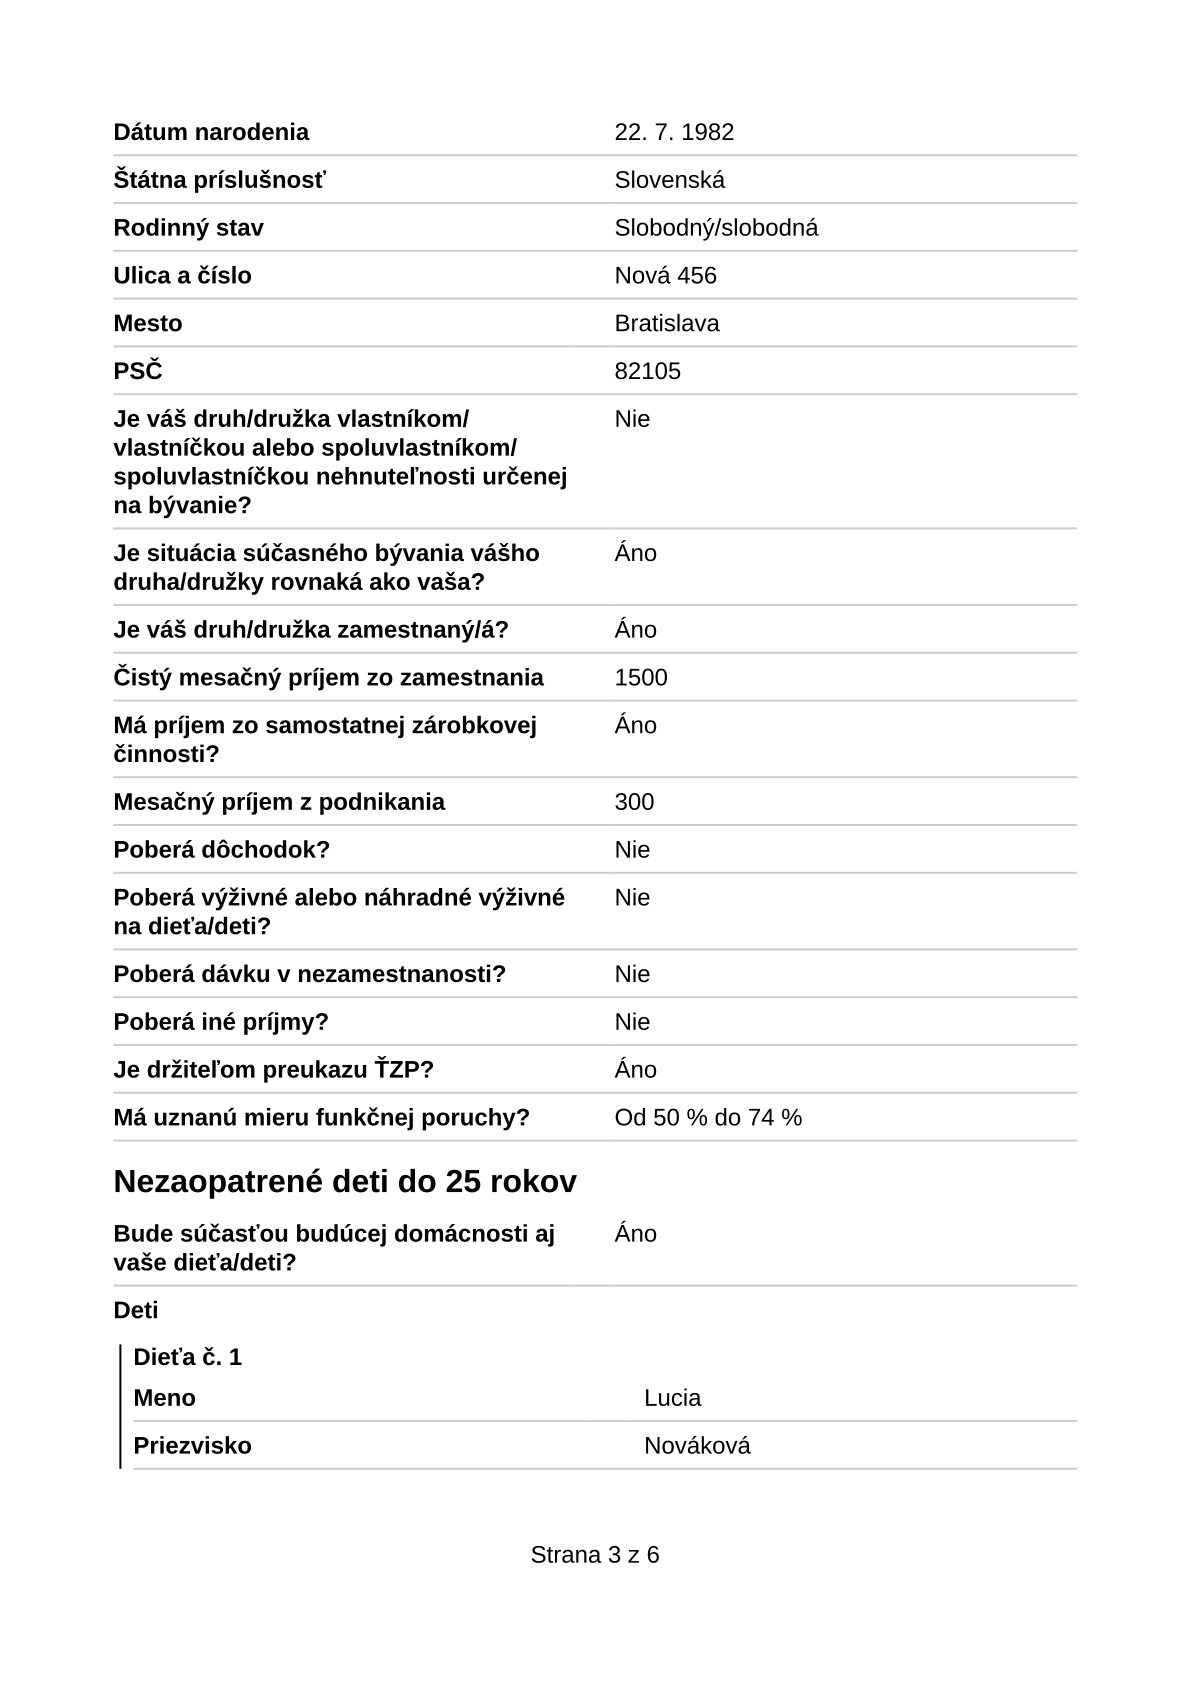 Dátum narodenia 22. 7. 1982
Štátna príslušnosť Slovenská
Rodinný stav Slobodný/slobodná
Ulica a číslo Nová 456
Mesto Bratislava
PSČ 82105
Je váš druh/družka vlastníkom/ Nie
vlastníčkou alebo spoluvlastníkom/
spoluvlastníčkou nehnuteľnosti určenej
na bývanie?
Je situácia súčasného bývania vášho Áno
druha/družky rovnaká ako vaša?
Je váš druh/družka zamestnaný/á? Áno
Čistý mesačný príjem zo zamestnania 1500
Má príjem zo samostatnej zárobkovej Áno
činnosti?
Mesačný príjem z podnikania 300
Poberá dôchodok? Nie
Poberá výživné alebo náhradné výživné Nie
na dieťa/deti?
Poberá dávku v nezamestnanosti? Nie
Poberá iné príjmy? Nie
Je držiteľom preukazu ŤZP? Áno
Má uznanú mieru funkčnej poruchy? Od 50 % do 74 %
Nezaopatrené deti do 25 rokov
Bude súčasťou budúcej domácnosti aj Áno
vaše dieťa/deti?
Deti
Dieťa č. 1
Meno Lucia
Priezvisko Nováková
Strana 3 z 6